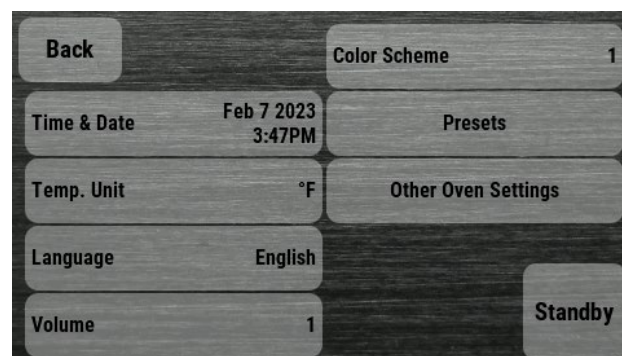 Back
Color Scheme 1
Time & Date Feb 7 2023
3:47PM
Presets
Temp. Unit °F
Other Oven Settings
Language English
Volume 1
Standby